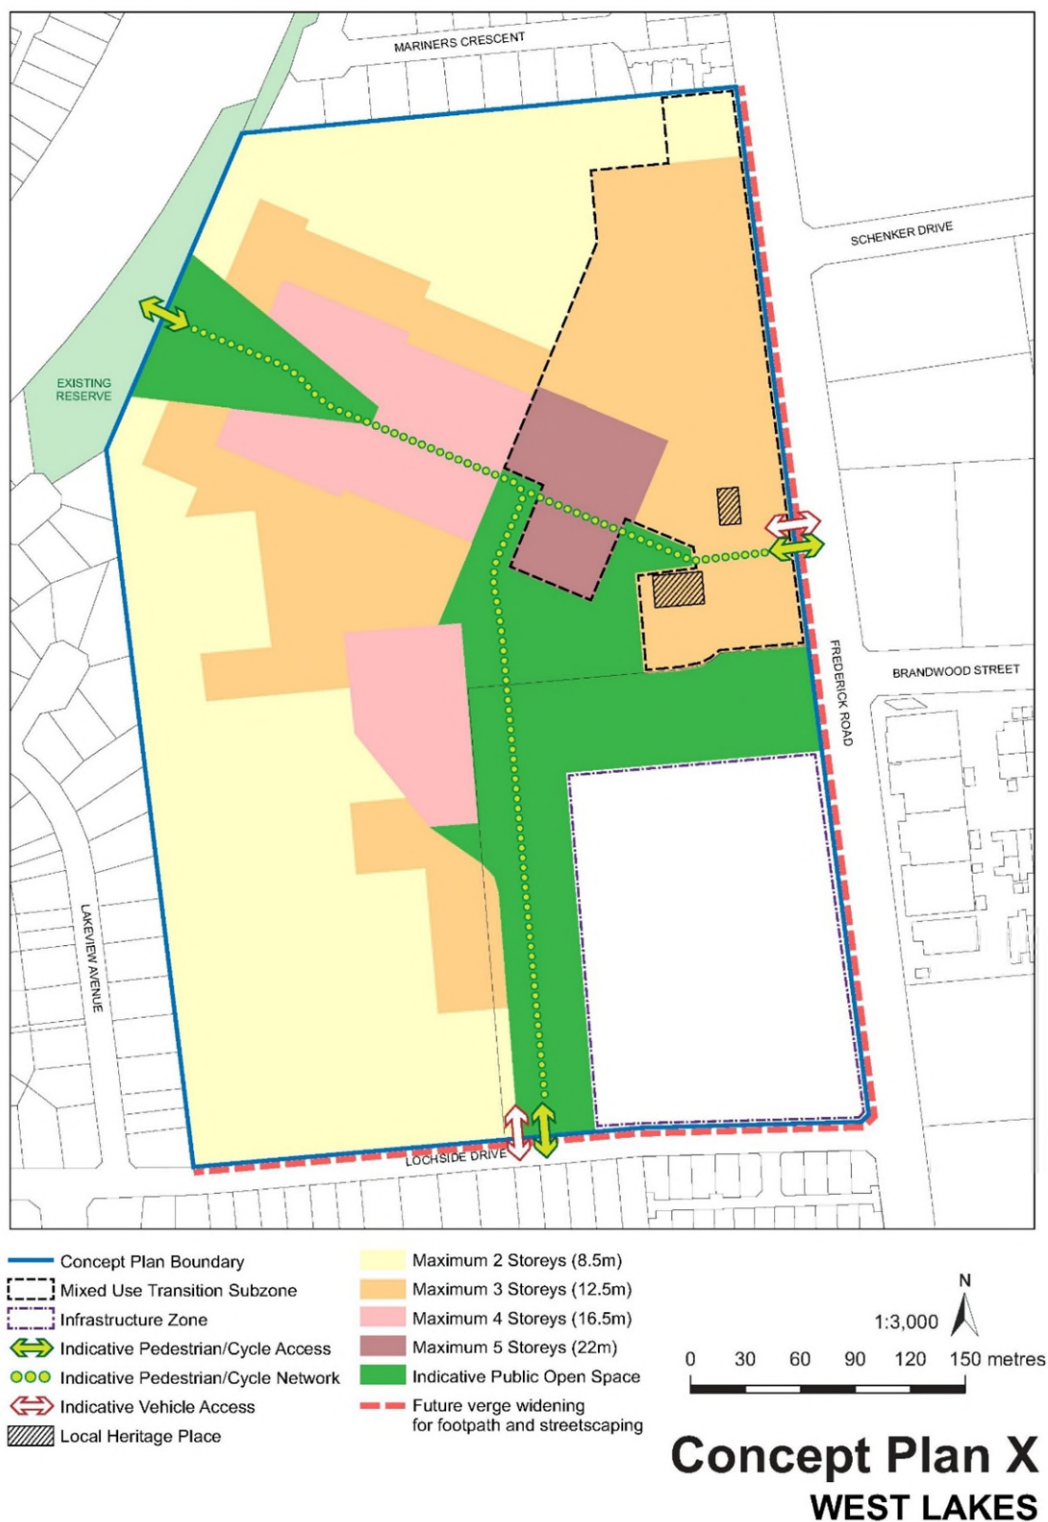 MARINERS CRESCENT
SCHENKER DRIVE
EXISTING
RESERVE
FREDERICK ROAD
BRANDWOOD STREET
LAKEVIEW AVENUE
LOCHSIDE DRIVE
Concept Plan Boundary
Mixed Use Transition Subzone
Infrastructure Zone
Indicative Pedestrian/Cycle Access
Indicative Pedestrian/Cycle Network
Indicative Vehicle Access
Local Heritage Place
Maximum 2 Storeys (8.5m)
Maximum 3 Storeys (12.5m)
Maximum 4 Storeys (16.5m)
Maximum 5 Storeys (22m)
Indicative Public Open Space
Future verge widening
for footpath and streetscaping
N
1:3,000
0 30 60 90 120 150 metres
Concept Plan X
WEST LAKES